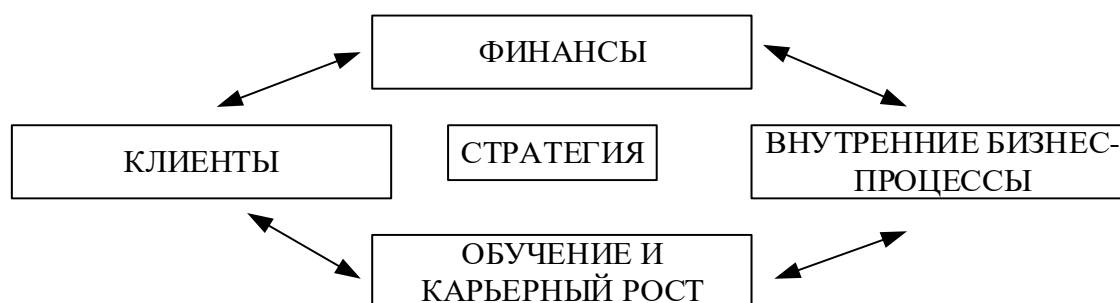 ФИНАНСЫ
КЛИЕНТЫ
СТРАТЕГИЯ
ВНУТРЕННИЕ БИЗНЕС-
ПРОЦЕССЫ
ОБУЧЕНИЕ И
КАРЬЕРНЫЙ РОСТ